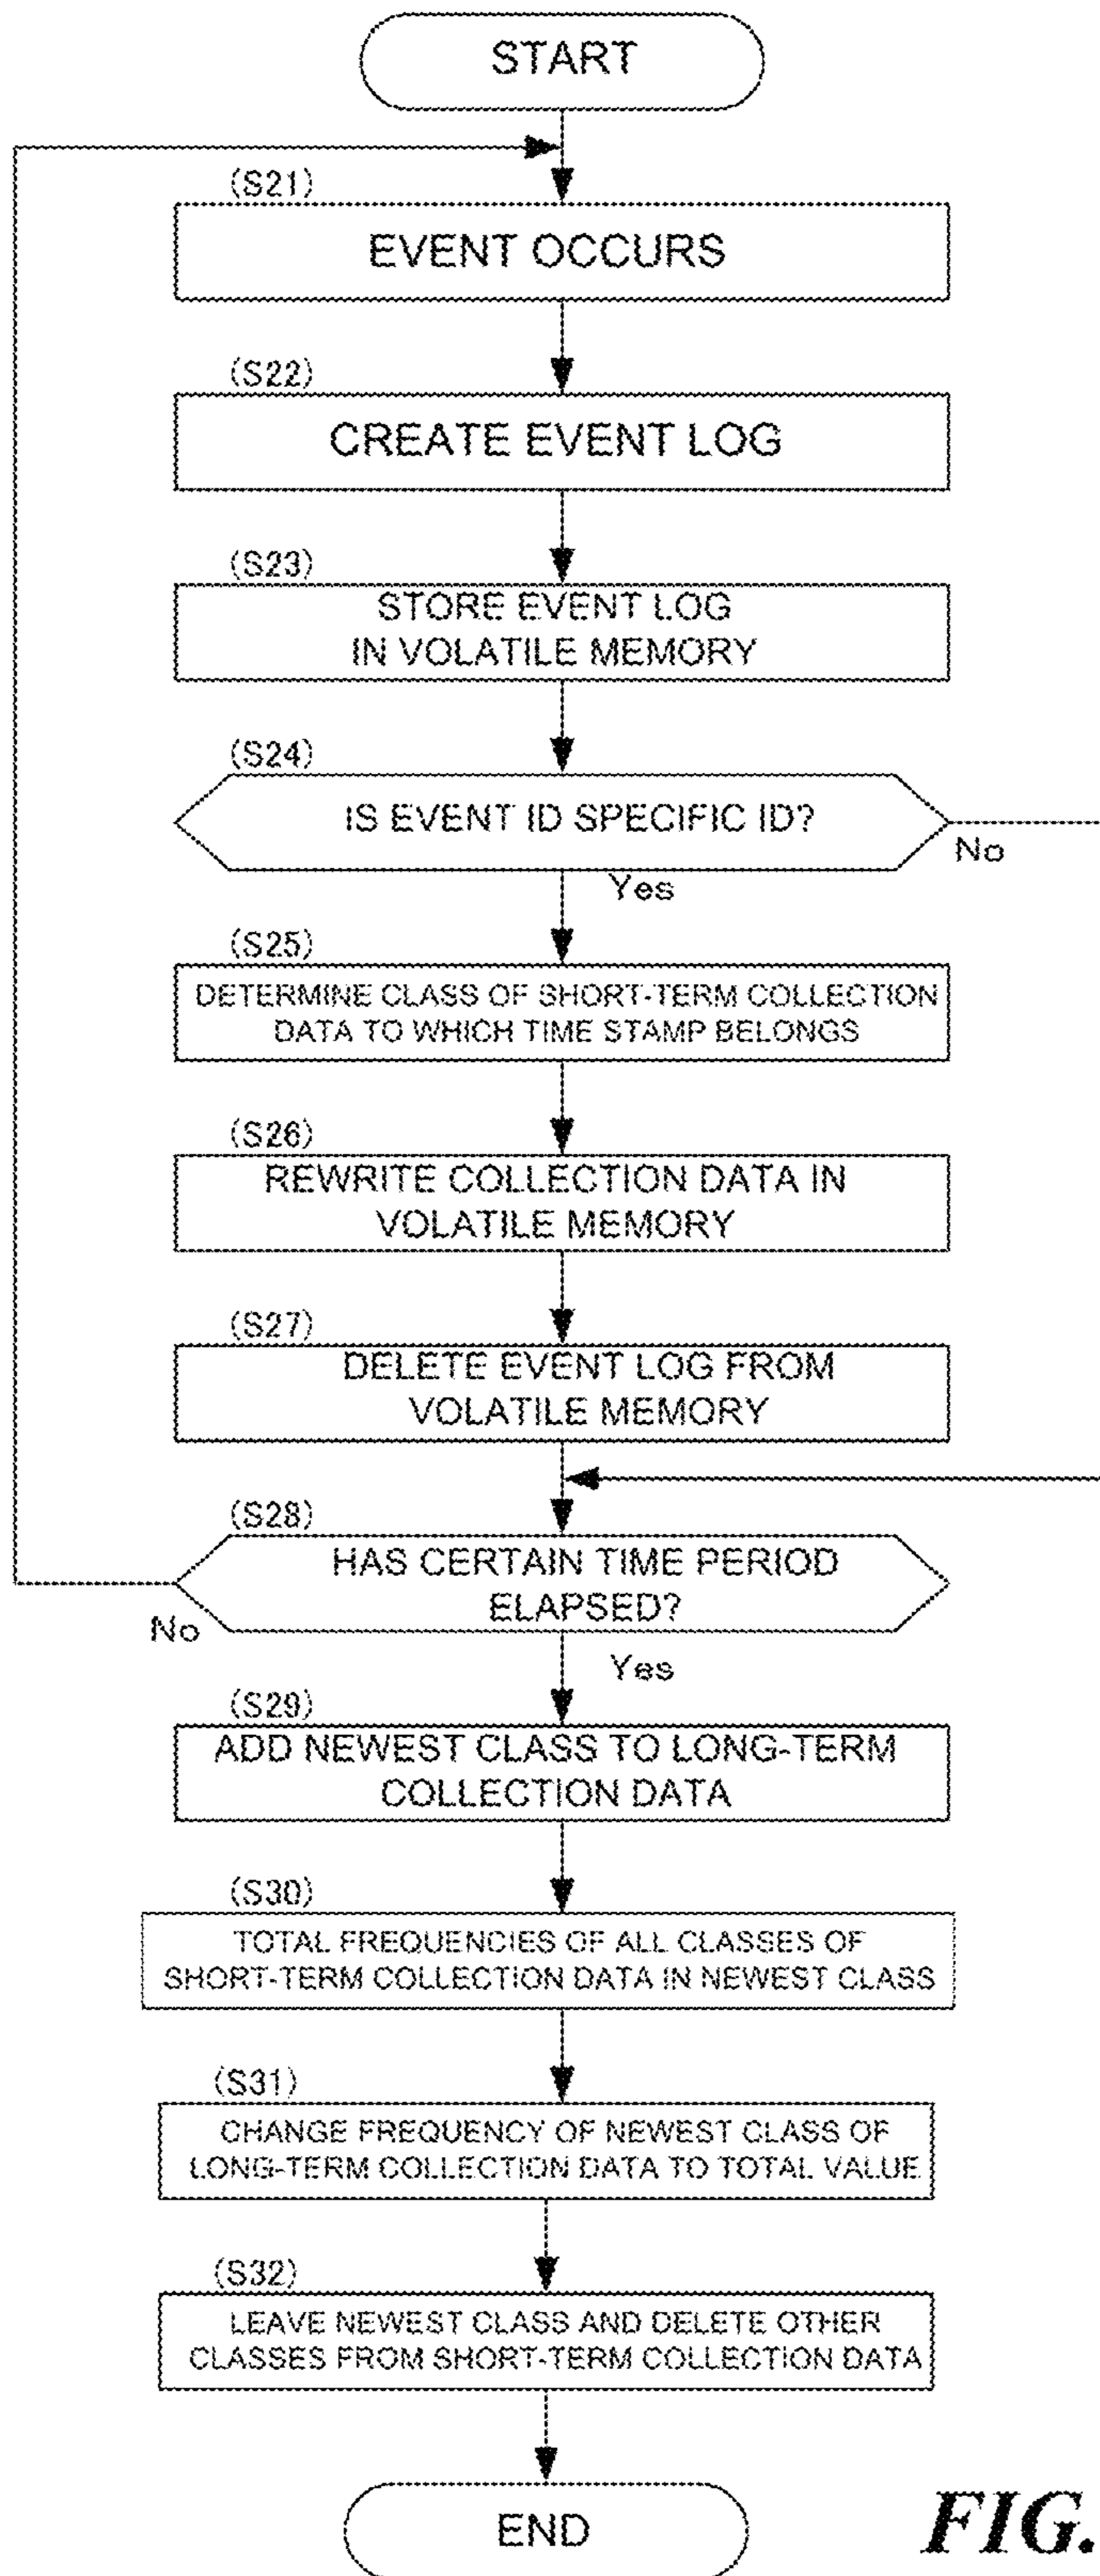 START
(S21)
EVENT OCCURS
(S22)
CREATE EVENT LOG
(S23)
STORE EVENT LOG
IN VOLATILE MEMORY
(S24)
IS EVENT ID SPECIFIC ID?
No
Yes
(S25)
DETERMINE CLASS OF SHORT-TERM COLLECTION
DATA TO WHICH TIME STAMP BELONGS
(S26)
REWRITE COLLECTION DATA IN
VOLATILE MEMORY
(S27)
DELETE EVENT LOG FROM
VOLATILE MEMORY
(S28)
HAS CERTAIN TIME PERIOD
ELAPSED?
No
Yes
(S29)
ADD NEWEST CLASS TO LONG-TERM
COLLECTION DATA
(S30)
TOTAL FREQUENCIES OF ALL CLASSES OF
SHORT-TERM COLLECTION DATA IN NEWEST CLASS
(S31)
CHANGE FREQUENCY OF NEWEST CLASS OF
LONG-TERM COLLECTION DATA TO TOTAL VALUE
(S32)
LEAVE NEWEST CLASS AND DELETE OTHER
CLASSES FROM SHORT-TERM COLLECTION DATA
END
FIG.